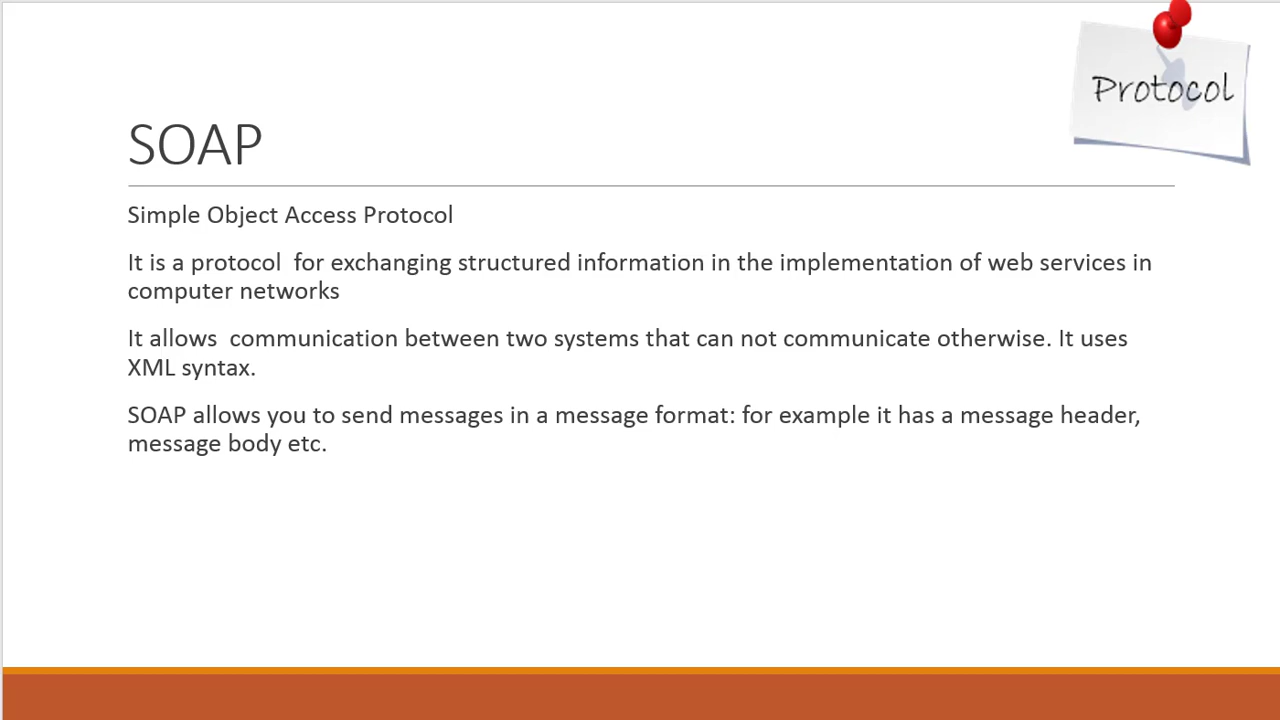 Protocol
SOAP
Simple Object Access Protocol
It is a protocol  for exchanging structured information in the implementation of web services in
computer networks
It allows  communication between two systems that can not communicate otherwise. It uses
XML syntax.
SOAP allows you to send messages in a message format: for example it has a message header,
message body etc.